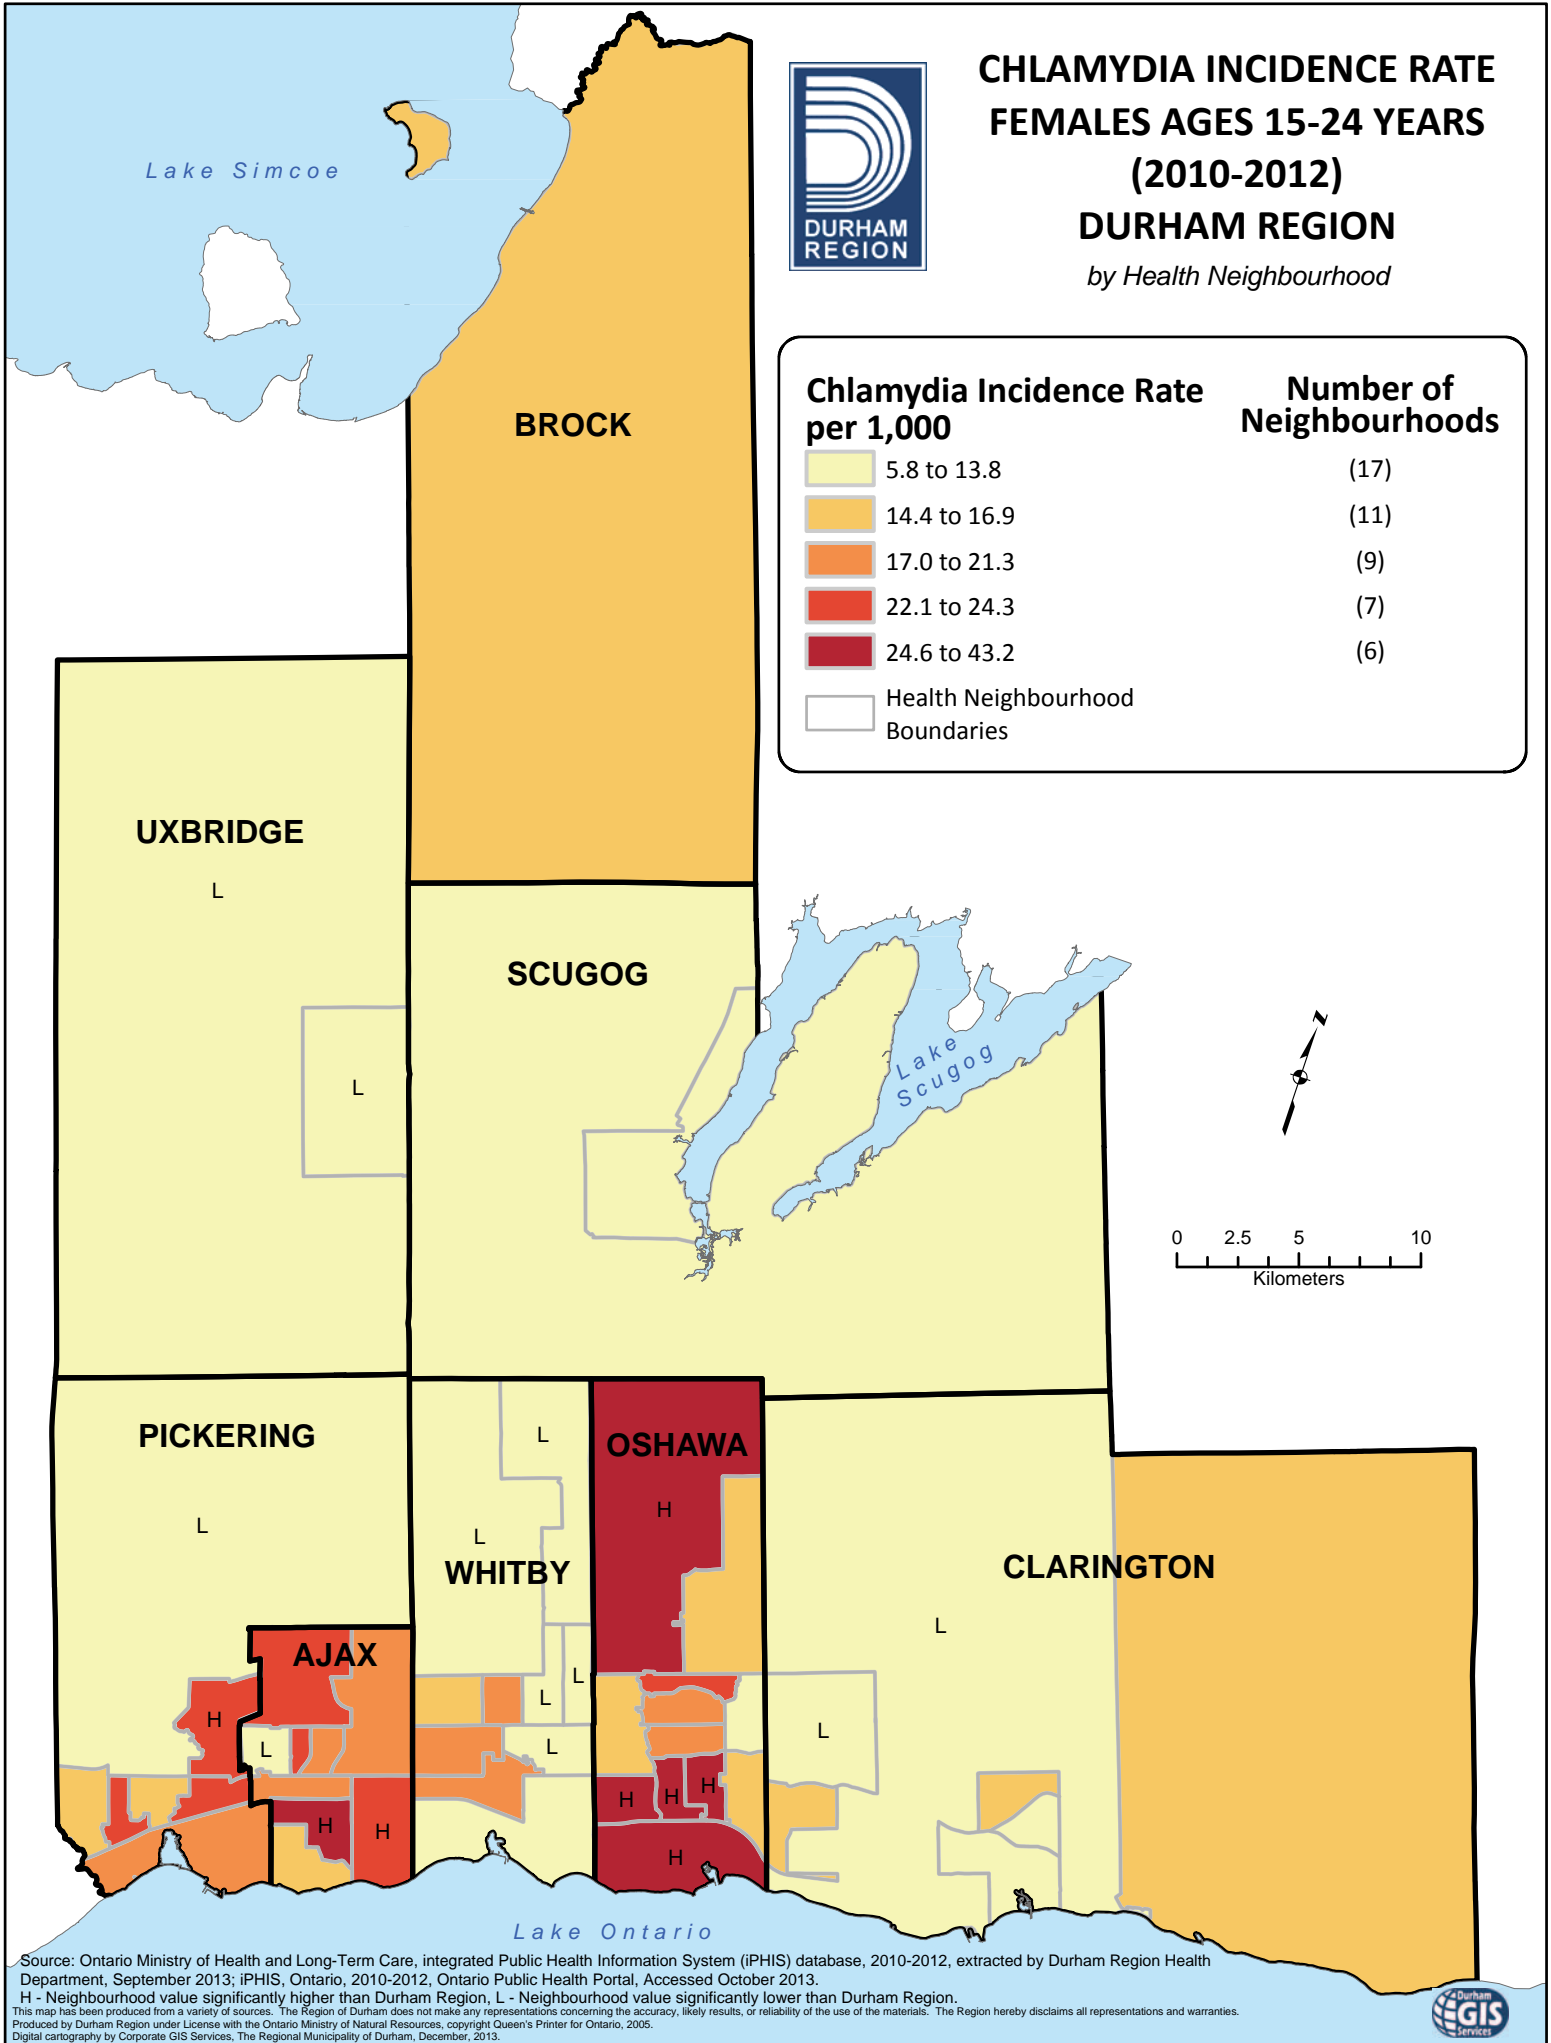 CHLAMYDIA INCIDENCE RATE
FEMALES AGES 15-24 YEARS
(2010-2012)
DURHAM REGION
by Health Neighbourhood
DURHAM
REGION
Lake Simcoe
Chlamydia Incidence Rate
per 1,000
Number of
Neighbourhoods
5.8 to 13.8 (17)
14.4 to 16.9 (11)
17.0 to 21.3 (9)
22.1 to 24.3 (7)
24.6 to 43.2 (6)
Health Neighbourhood
Boundaries
BROCK
UXBRIDGE
L
L
SCUGOG
Lake
Scugog
N
0 2.5 5 10
Kilometers
PICKERING
L
H
AJAX
L
H
H
L
L
WHITBY
L
L
L
OSHAWA
H
H
H
H
H
CLARINGTON
L
L
Lake Ontario
Source: Ontario Ministry of Health and Long-Term Care, integrated Public Health Information System (iPHIS) database, 2010-2012, extracted by Durham Region Health
Department, September 2013; iPHIS, Ontario, 2010-2012, Ontario Public Health Portal, Accessed October 2013.
H - Neighbourhood value significantly higher than Durham Region, L - Neighbourhood value significantly lower than Durham Region.
This map has been produced from a variety of sources. The Region of Durham does not make any representations concerning the accuracy, likely results, or reliability of the use of the materials. The Region hereby disclaims all representations and warranties.
Produced by Durham Region under License with the Ontario Ministry of Natural Resources, copyright Queen's Printer for Ontario, 2005.
Digital cartography by Corporate GIS Services, The Regional Municipality of Durham, December, 2013.
Durham
GIS
Services